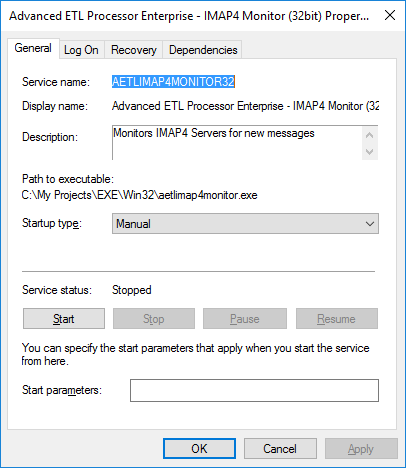 Advanced ETL Processor Enterprise - IMAP4 Monitor (32bit) Proper...
General Log On Recovery Dependencies
Service name: AETLIMAP4MONITOR32
Display name: Advanced ETL Processor Enterprise - IMAP4 Monitor (32
Description: Monitors IMAP4 Servers for new messages
Path to executable:
C:\My Projects\EXE\Win32\aetlimap4monitor.exe
Startup type: Manual
Service status: Stopped
Start Stop Pause Resume
You can specify the start parameters that apply when you start the service
from here.
Start parameters:
OK Cancel Apply